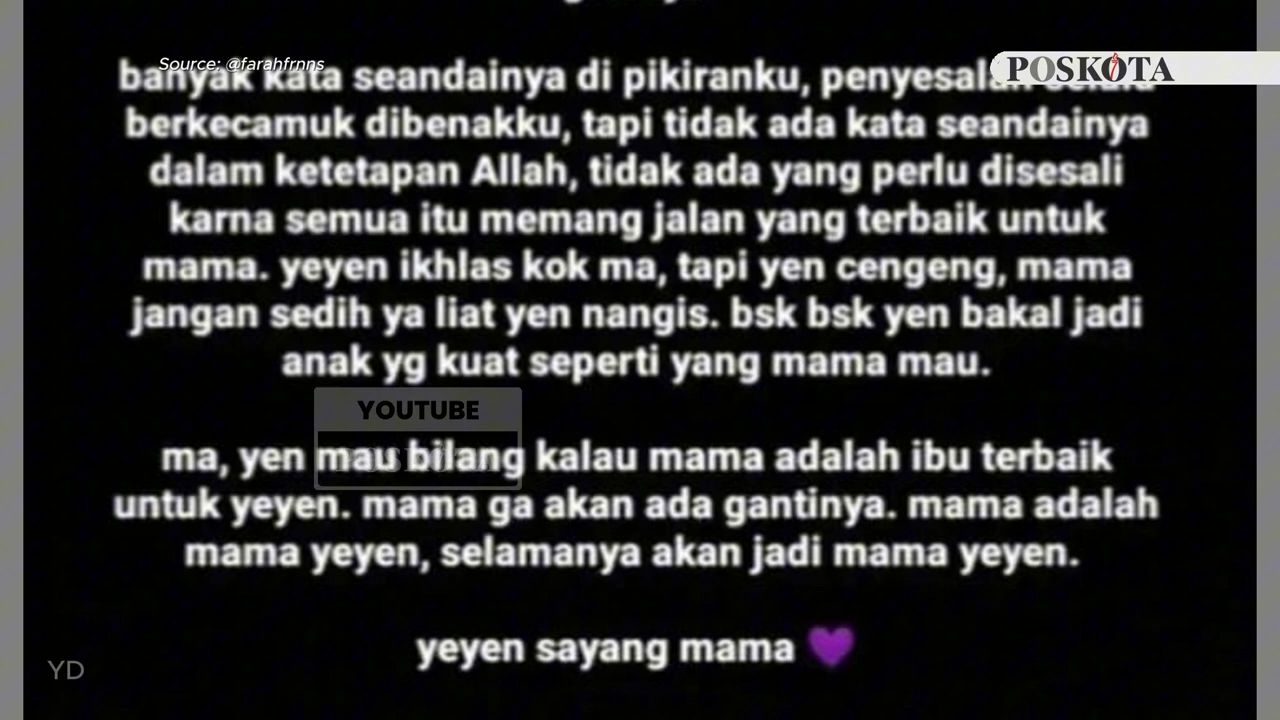 Source: @farahfrnns
POSKOTA
banyak kata seandainya di pikiranku, penyesalan selalu
berkecamuk dibenakku, tapi tidak ada kata seandainya
dalam ketetapan Allah, tidak ada yang perlu disesali
karna semua itu memang jalan yang terbaik untuk
mama. yeyen ikhlas kok ma, tapi yen cengeng, mama
jangan sedih ya liat yen nangis. bsk bsk yen bakal jadi
anak yg kuat seperti yang mama mau.
YOUTUBE
ma, yen mau bilang kalau mama adalah ibu terbaik
untuk yeyen. mama ga akan ada gantinya. mama adalah
mama yeyen, selamanya akan jadi mama yeyen.
yeyen sayang mama 💜
YD